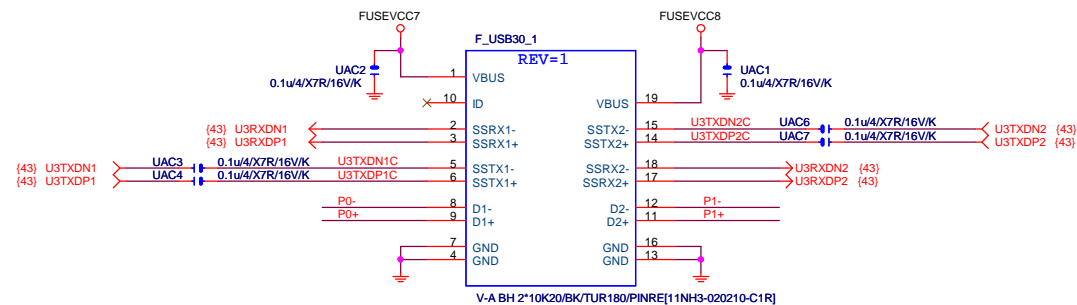 FUSEVCC7 FUSEVCC8
F_USB30_1
REV=1
UAC2 UAC1
0.1u/4/X7R/16V/K 0.1u/4/X7R/16V/K
1 VBUS
10 ID VBUS 19
{43} U3RXDN1 2 SSRX1- SSTX2- 15 U3TXDN2C UAC6 0.1u/4/X7R/16V/K U3TXDN2 {43}
{43} U3RXDP1 3 SSRX1+ SSTX2+ 14 U3TXDP2C UAC7 0.1u/4/X7R/16V/K U3TXDP2 {43}
{43} U3TXDN1 UAC3 0.1u/4/X7R/16V/K U3TXDN1C 5 SSTX1- SSRX2- 18 U3RXDN2 {43}
{43} U3TXDP1 UAC4 0.1u/4/X7R/16V/K U3TXDP1C 6 SSTX1+ SSRX2+ 17 U3RXDP2 {43}
P0- 8 D1- D2- 12 P1-
P0+ 9 D1+ D2+ 11 P1+
7 GND GND 16
4 GND GND 13
V-A BH 2*10K20/BK/TUR180/PINRE[11NH3-020210-C1R]